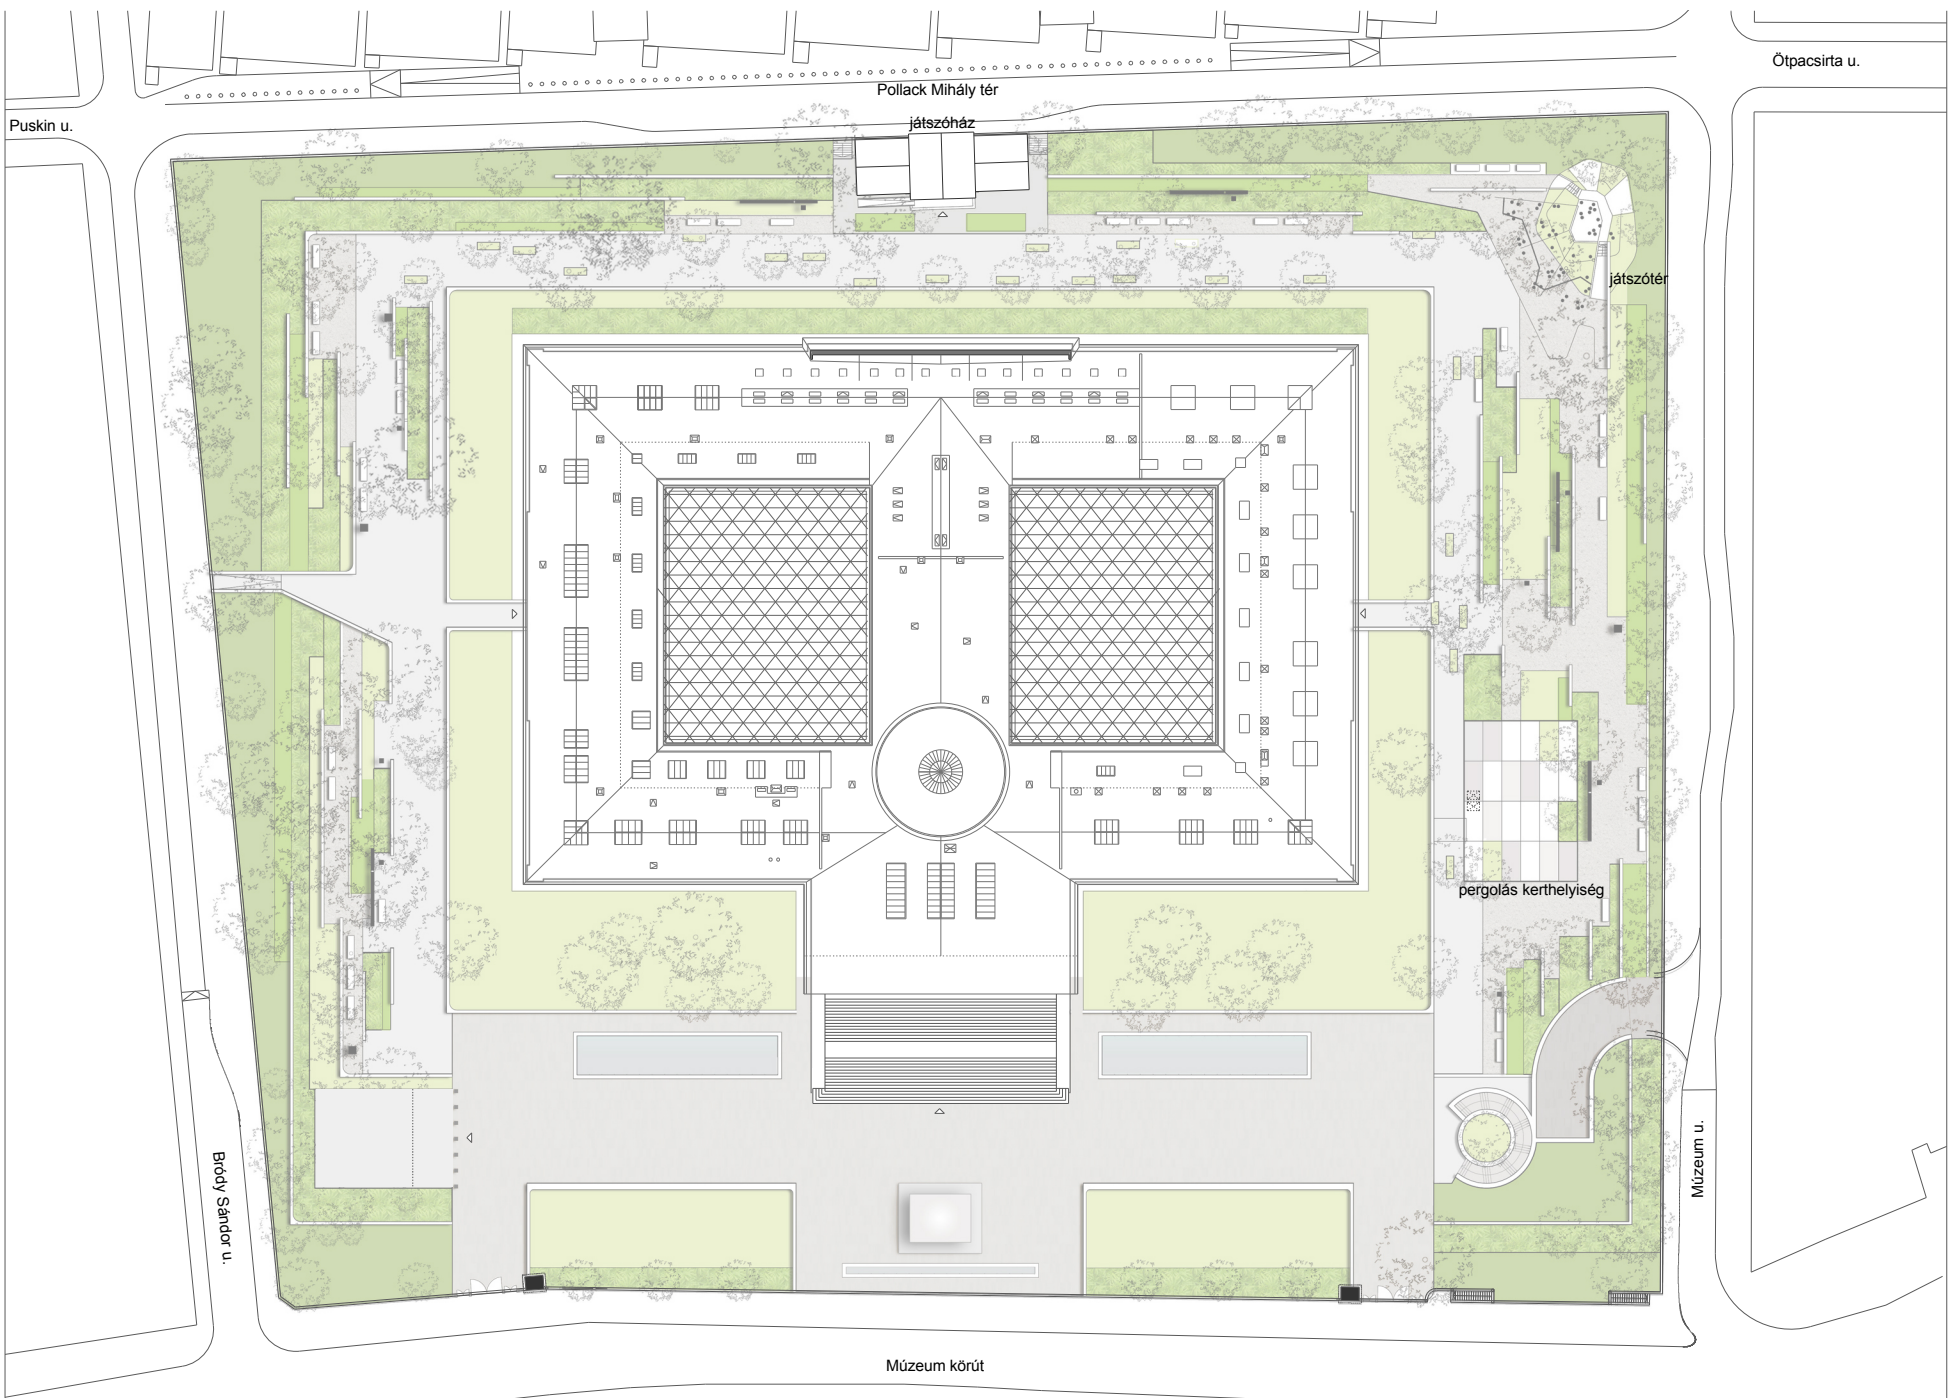 Ötpacsirta u.
Pollack Mihály tér
Puskin u.
játszóház
játszótér
pergolás kerthelyiség
Bródy Sándor u.
Múzeum u.
Múzeum körút